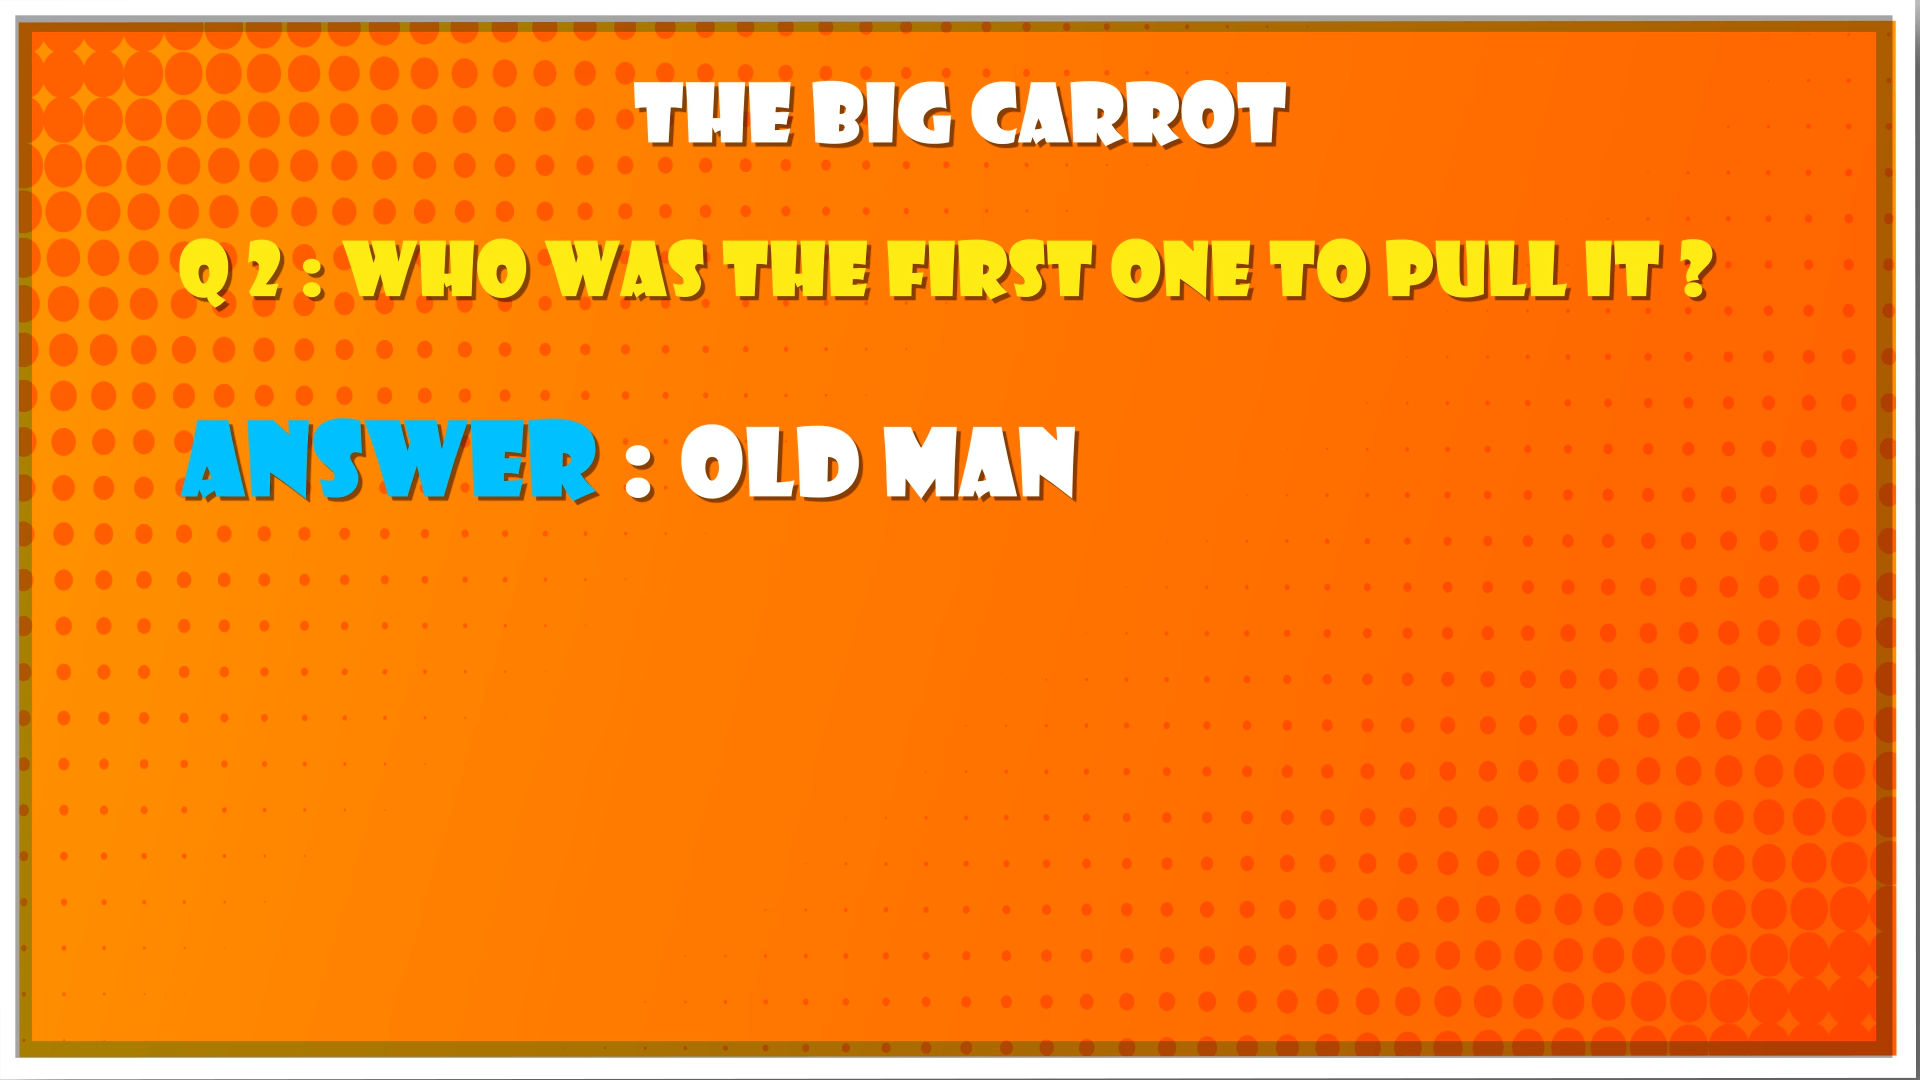 THE BIG CARROT
Q 2 : WHO WAS THE FIRST ONE TO PULL IT ?
ANSWER : OLD MAN